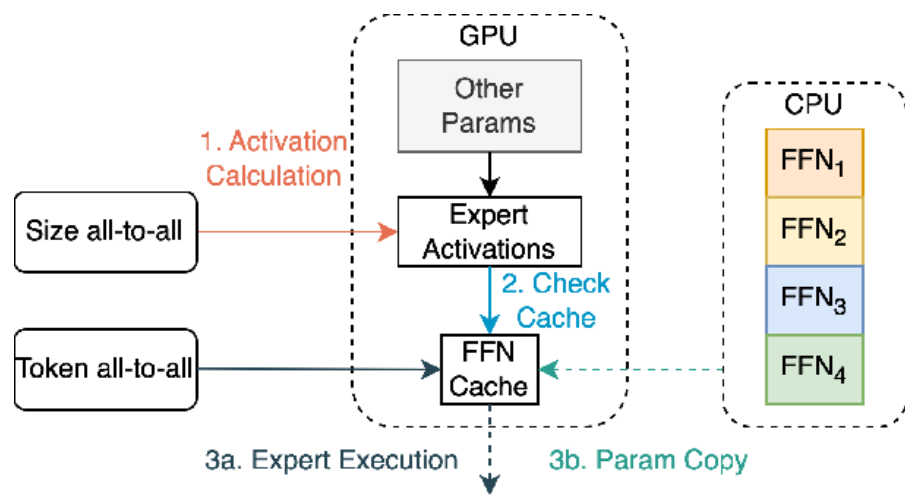 GPU
Other
Params
CPU
1. Activation
Calculation
FFN1
Size all-to-all
Expert
Activations
FFN2
2. Check
Cache
FFN3
Token all-to-all
FFN
Cache
FFN4
3a. Expert Execution
3b. Param Copy